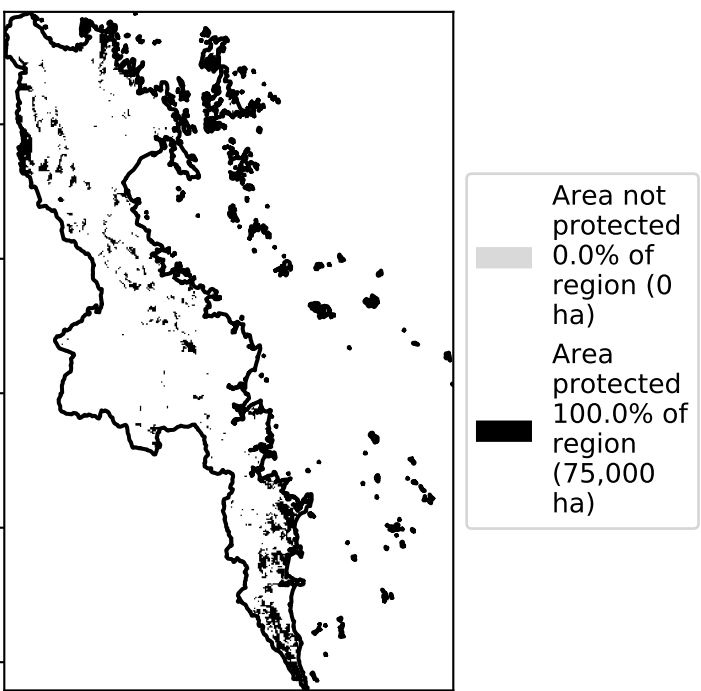 Area not
protected
0.0% of
region (0
ha)
Area
protected
100.0% of
region
(75,000
ha)